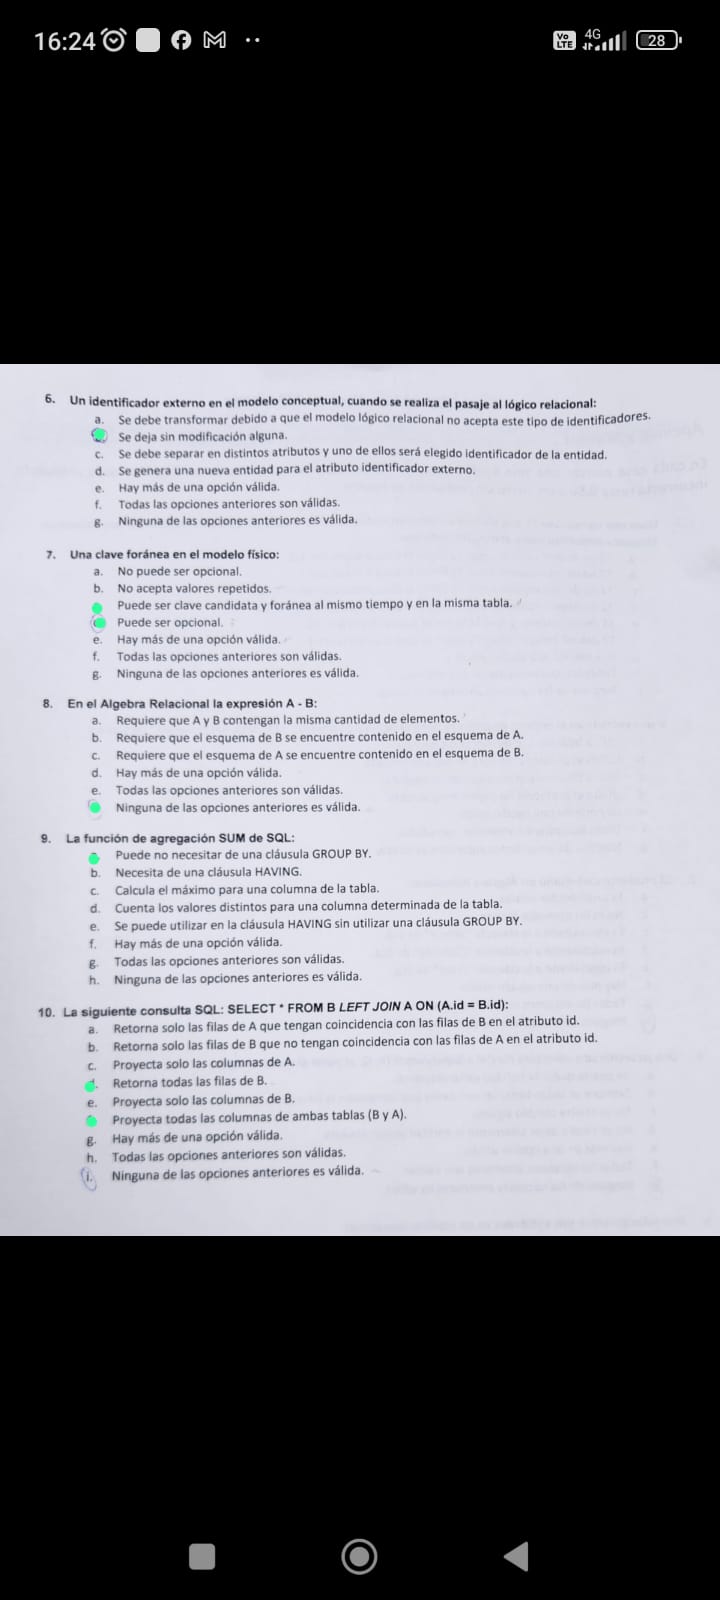 16:24
Vo
LTE
4G
28
6. Un identificador externo en el modelo conceptual, cuando se realiza el pasaje al lógico relacional:
a. Se debe transformar debido a que el modelo lógico relacional no acepta este tipo de identificadores.
Se deja sin modificación alguna.
c. Se debe separar en distintos atributos y uno de ellos será elegido identificador de la entidad.
d. Se genera una nueva entidad para el atributo identificador externo.
e. Hay más de una opción válida.
f. Todas las opciones anteriores son válidas.
g. Ninguna de las opciones anteriores es válida.
7. Una clave foránea en el modelo físico:
a. No puede ser opcional.
b. No acepta valores repetidos.
Puede ser clave candidata y foránea al mismo tiempo y en la misma tabla.
Puede ser opcional.
e. Hay más de una opción válida.
f. Todas las opciones anteriores son válidas.
g. Ninguna de las opciones anteriores es válida.
8. En el Algebra Relacional la expresión A - B:
a. Requiere que A y B contengan la misma cantidad de elementos.
b. Requiere que el esquema de B se encuentre contenido en el esquema de A.
c. Requiere que el esquema de A se encuentre contenido en el esquema de B.
d. Hay más de una opción válida.
e. Todas las opciones anteriores son válidas.
Ninguna de las opciones anteriores es válida.
9. La función de agregación SUM de SQL:
Puede no necesitar de una cláusula GROUP BY.
b. Necesita de una cláusula HAVING.
c. Calcula el máximo para una columna de la tabla.
d. Cuenta los valores distintos para una columna determinada de la tabla.
e. Se puede utilizar en la cláusula HAVING sin utilizar una cláusula GROUP BY.
f. Hay más de una opción válida.
g. Todas las opciones anteriores son válidas.
h. Ninguna de las opciones anteriores es válida.
10. La siguiente consulta SQL: SELECT * FROM B LEFT JOIN A ON (A.id = B.id):
a. Retorna solo las filas de A que tengan coincidencia con las filas de B en el atributo id.
b. Retorna solo las filas de B que no tengan coincidencia con las filas de A en el atributo id.
c. Proyecta solo las columnas de A.
d. Retorna todas las filas de B.
e. Proyecta solo las columnas de B.
Proyecta todas las columnas de ambas tablas (B y A).
g. Hay más de una opción válida.
h. Todas las opciones anteriores son válidas.
i. Ninguna de las opciones anteriores es válida.